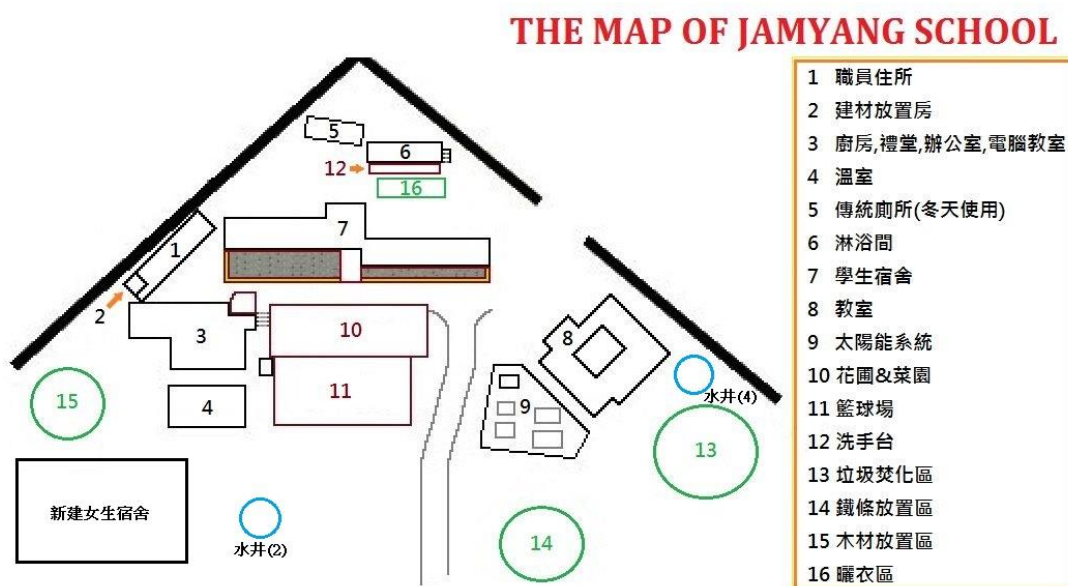 THE MAP OF JAMYANG SCHOOL
1 職員住所
2 建材放置房
3 廚房,禮堂,辦公室,電腦教室
4 溫室
5 傳統廁所(冬天使用)
6 淋浴間
7 學生宿舍
8 教室
9 太陽能系統
10 花圃&菜園
11 籃球場
12 洗手台
13 垃圾焚化區
14 鐵條放置區
15 木材放置區
16 曬衣區
5
6
12
16
7
1
2
3
10
8
水井(4)
11
15
4
9
13
新建女生宿舍
水井(2)
14